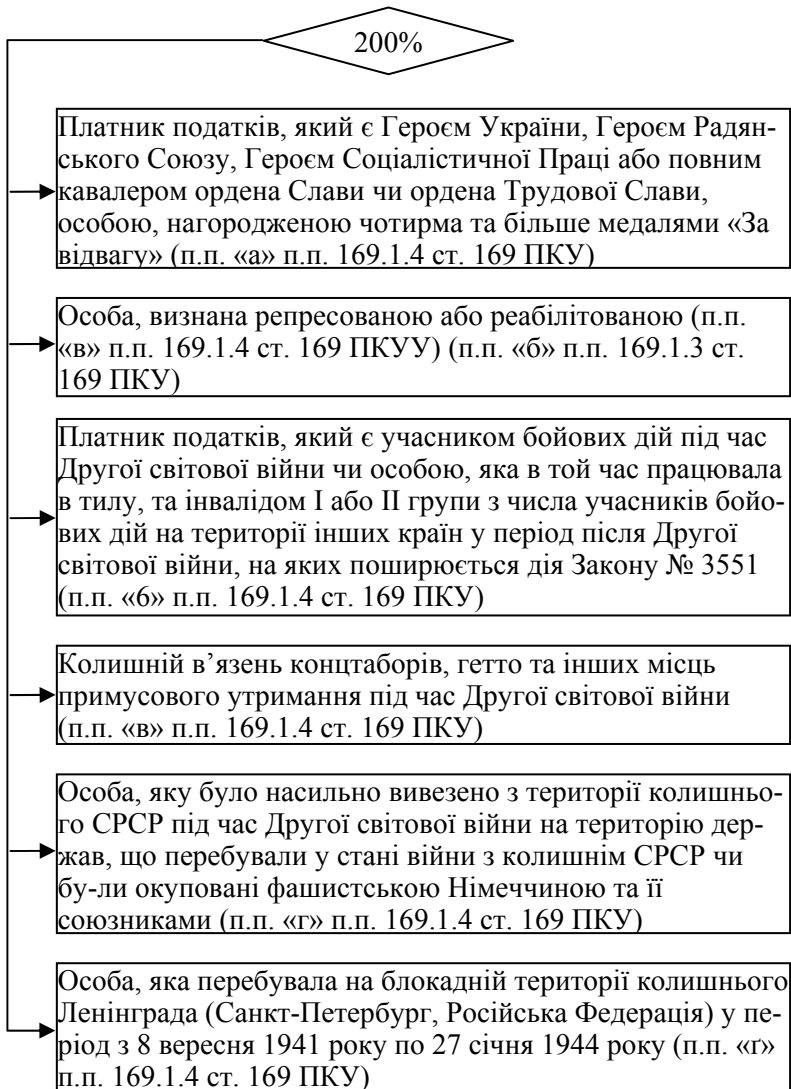 200%
Платник податків, який є Героєм України, Героєм Радян-
ського Союзу, Героєм Соціалістичної Праці або повним
кавалером ордена Слави чи ордена Трудової Слави,
особою, нагородженою чотирма та більше медалями «За
відвагу» (п.п. «а» п.п. 169.1.4 ст. 169 ПКУ)
Особа, визнана репресованою або реабілітованою (п.п.
«в» п.п. 169.1.4 ст. 169 ПКУУ) (п.п. «б» п.п. 169.1.3 ст.
169 ПКУ)
Платник податків, який є учасником бойових дій під час
Другої світової війни чи особою, яка в той час працювала
в тилу, та інвалідом І або ІІ групи з числа учасників бойо-
вих дій на території інших країн у період після Другої
світової війни, на яких поширюється дія Закону № 3551
(п.п. «б» п.п. 169.1.4 ст. 169 ПКУ)
Колишній в’язень концтаборів, гетто та інших місць
примусового утримання під час Другої світової війни
(п.п. «в» п.п. 169.1.4 ст. 169 ПКУ)
Особа, яку було насильно вивезено з території колишньо-
го СРСР під час Другої світової війни на територію дер-
жав, що перебували у стані війни з колишнім СРСР чи
бу-ли окуповані фашистською Німеччиною та її
союзниками (п.п. «г» п.п. 169.1.4 ст. 169 ПКУ)
Особа, яка перебувала на блокадній території колишнього
Ленінграда (Санкт-Петербург, Російська Федерація) у пе-
ріод з 8 вересня 1941 року по 27 січня 1944 року (п.п. «ґ»
п.п. 169.1.4 ст. 169 ПКУ)